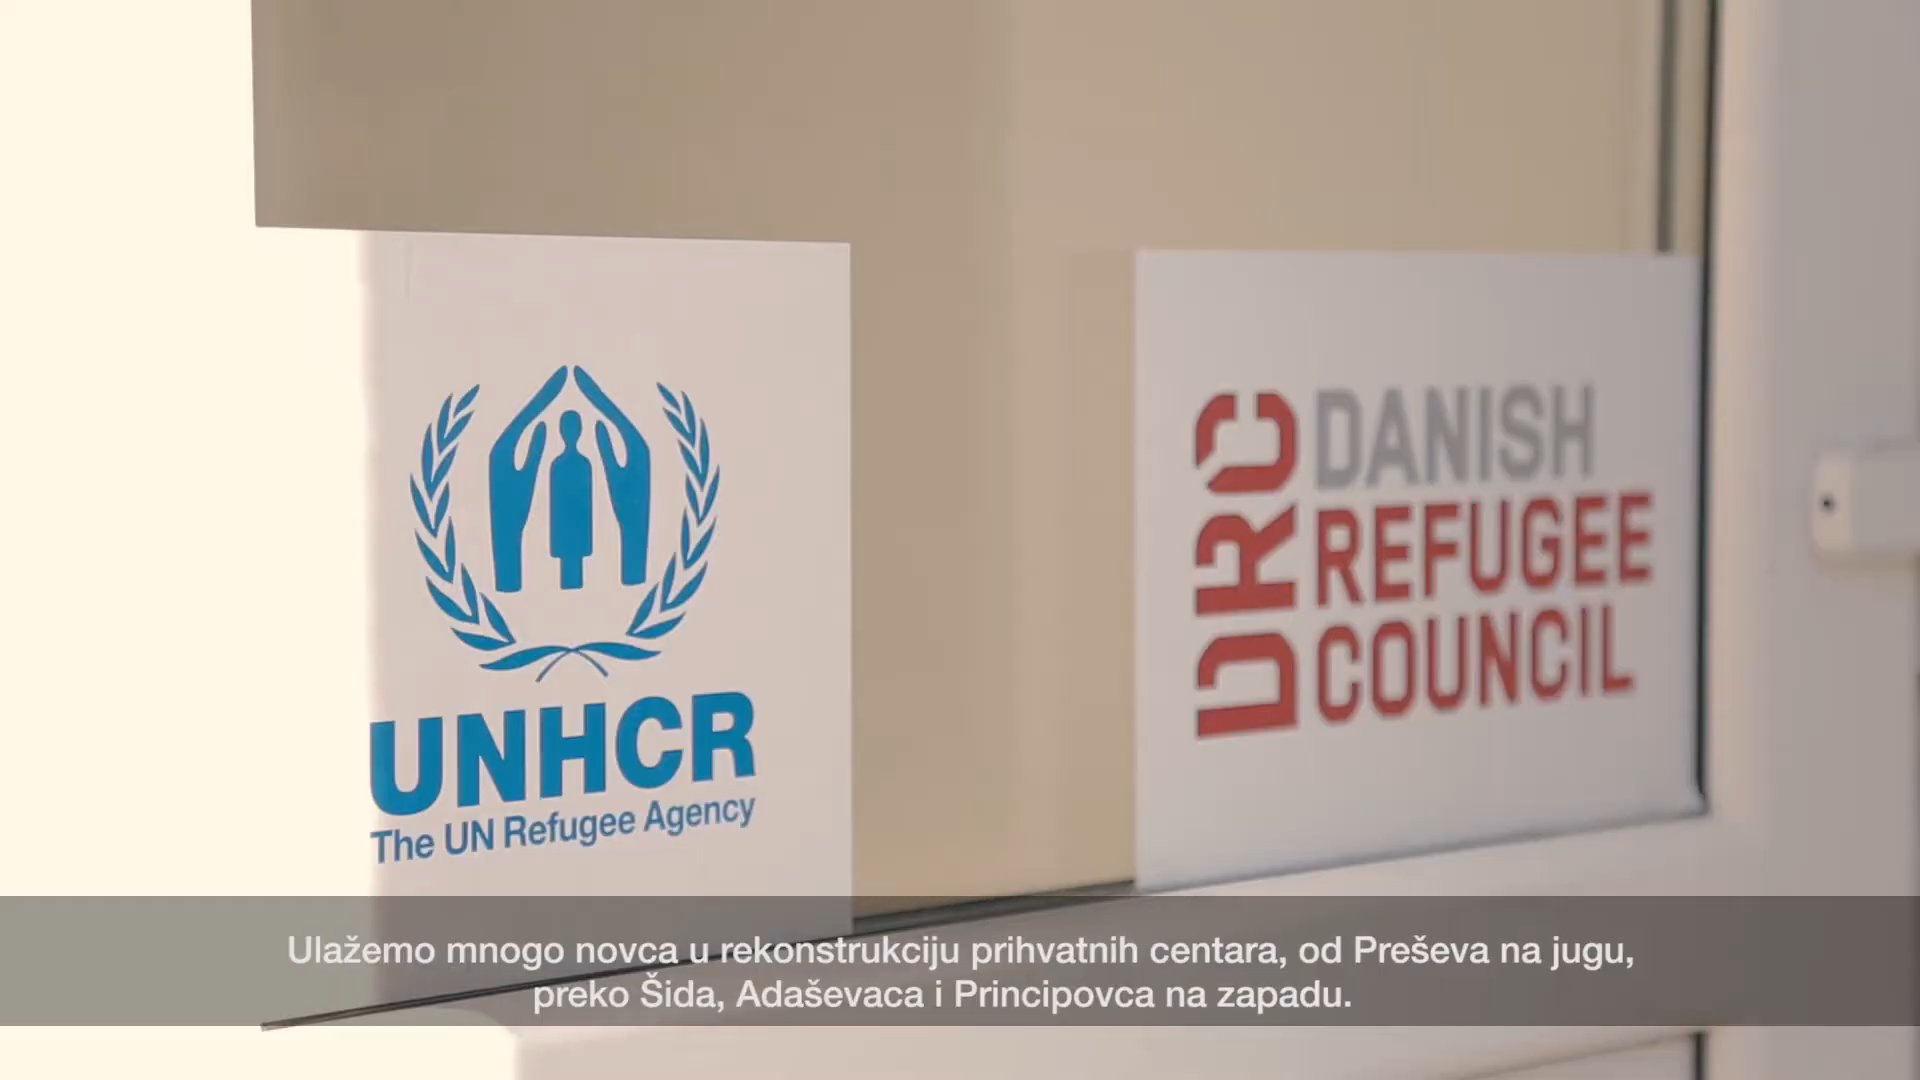 UNHCR
The UN Refugee Agency
DRC
DANISH
REFUGEE
COUNCIL
Ulažemo mnogo novca u rekonstrukciju prihvatnih centara, od Preševa na jugu,
preko Šida, Adaševaca i Principovca na zapadu.